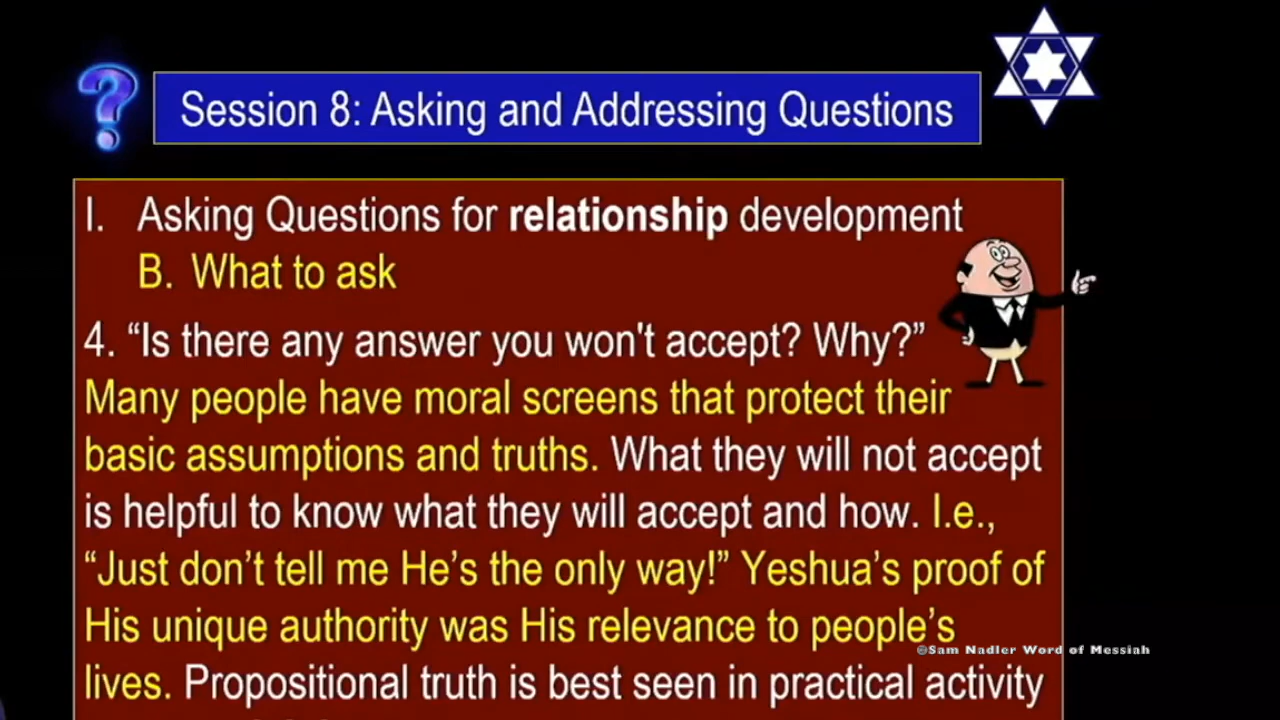 Session 8: Asking and Addressing Questions
I. Asking Questions for relationship development
B. What to ask
4. “Is there any answer you won't accept? Why?”
Many people have moral screens that protect their
basic assumptions and truths. What they will not accept
is helpful to know what they will accept and how. I.e.,
“Just don’t tell me He’s the only way!” Yeshua’s proof of
His unique authority was His relevance to people’s
©Sam Nadler Word of Messiah
lives. Propositional truth is best seen in practical activity